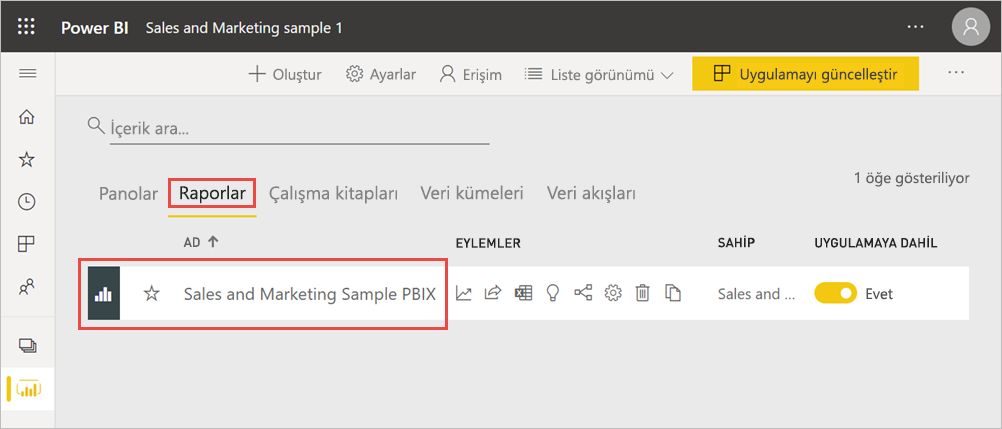 Power BI Sales and Marketing sample 1 ...
Oluştur Ayarlar Erişim Liste görünümü Uygulamayı güncelleştir ...
İçerik ara...
Panolar Raporlar Çalışma kitapları Veri kümeleri Veri akışları 1 öğe gösteriliyor
AD EYLEMLER SAHİP UYGULAMAYA DAHİL
Sales and Marketing Sample PBIX Sales and ... Evet